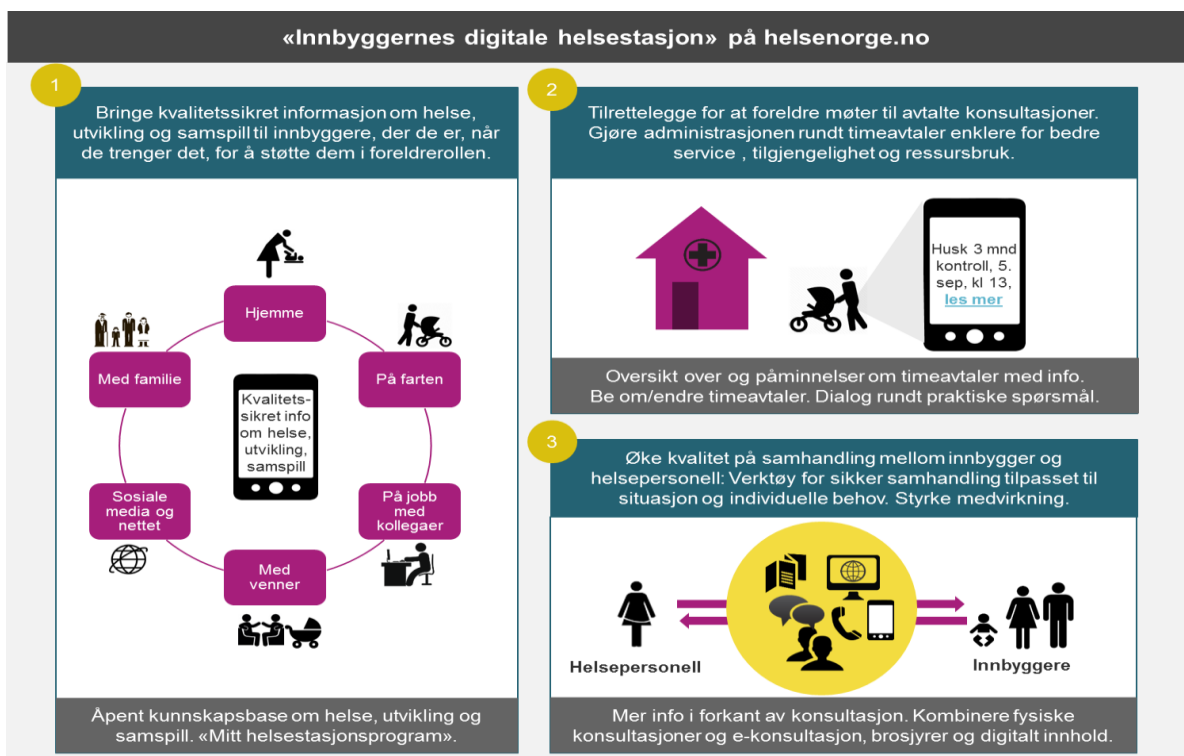 «Innbyggernes digitale helsestasjon» på helsenorge.no
1
Bringe kvalitetssikret informasjon om helse,
utvikling og samspill til innbyggere, der de er, når
de trenger det, for å støtte dem i foreldrerollen.
Hjemme
Med familie
På farten
Kvalitets-
sikret info
om helse,
utvikling,
samspill
Sosiale
media og
nettet
På jobb
med
kollegaer
Med
venner
Åpent kunnskapsbase om helse, utvikling og
samspill. «Mitt helsestasjonsprogram».
2
Tilrettelegge for at foreldre møter til avtalte konsultasjoner.
Gjøre administrasjonen rundt timeavtaler enklere for bedre
service , tilgjengelighet og ressursbruk.
Husk 3 mnd
kontroll, 5.
sep, kl 13,
les mer
Oversikt over og påminnelser om timeavtaler med info.
Be om/endre timeavtaler. Dialog rundt praktiske spørsmål.
3
Øke kvalitet på samhandling mellom innbygger og
helsepersonell: Verktøy for sikker samhandling tilpasset til
situasjon og individuelle behov. Styrke medvirkning.
Helsepersonell
Innbyggere
Mer info i forkant av konsultasjon. Kombinere fysiske
konsultasjoner og e-konsultasjon, brosjyrer og digitalt innhold.